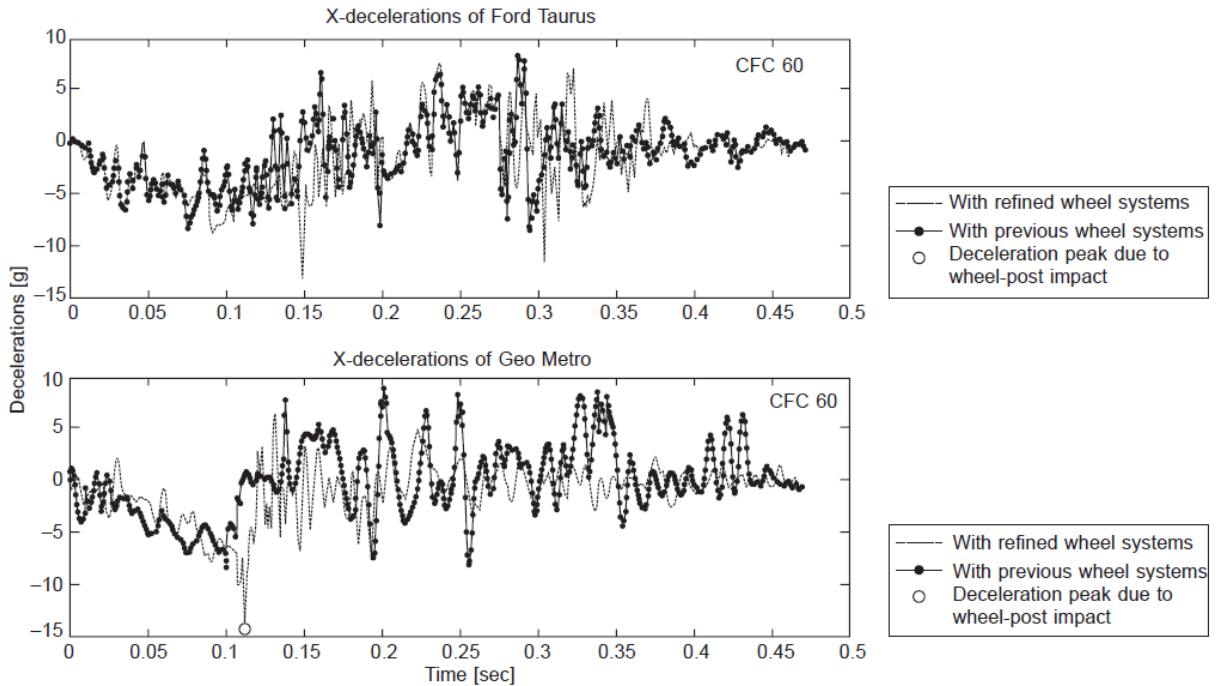 X-decelerations of Ford Taurus
10
5
0
–5
–10
–15
CFC 60
0 0.05 0.1 0.15 0.2 0.25 0.3 0.35 0.4 0.45 0.5
With refined wheel systems
With previous wheel systems
Deceleration peak due to
wheel-post impact
Decelerations [g]
X-decelerations of Geo Metro
10
5
0
–5
–10
–15
CFC 60
0 0.05 0.1 0.15 0.2 0.25 0.3 0.35 0.4 0.45 0.5
Time [sec]
With refined wheel systems
With previous wheel systems
Deceleration peak due to
wheel-post impact